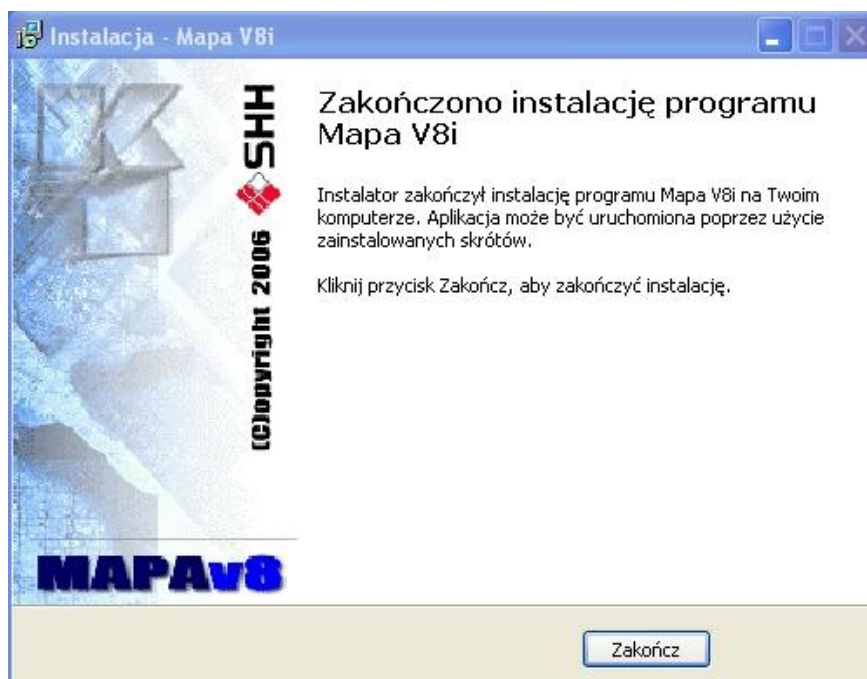 Instalacja - Mapa V8i
(C)opyright 2006 SHH
MAPAv8
Zakończono instalację programu
Mapa V8i
Instalator zakończył instalację programu Mapa V8i na Twoim
komputerze. Aplikacja może być uruchomiona poprzez użycie
zainstalowanych skrótów.
Kliknij przycisk Zakończ, aby zakończyć instalację.
Zakończ